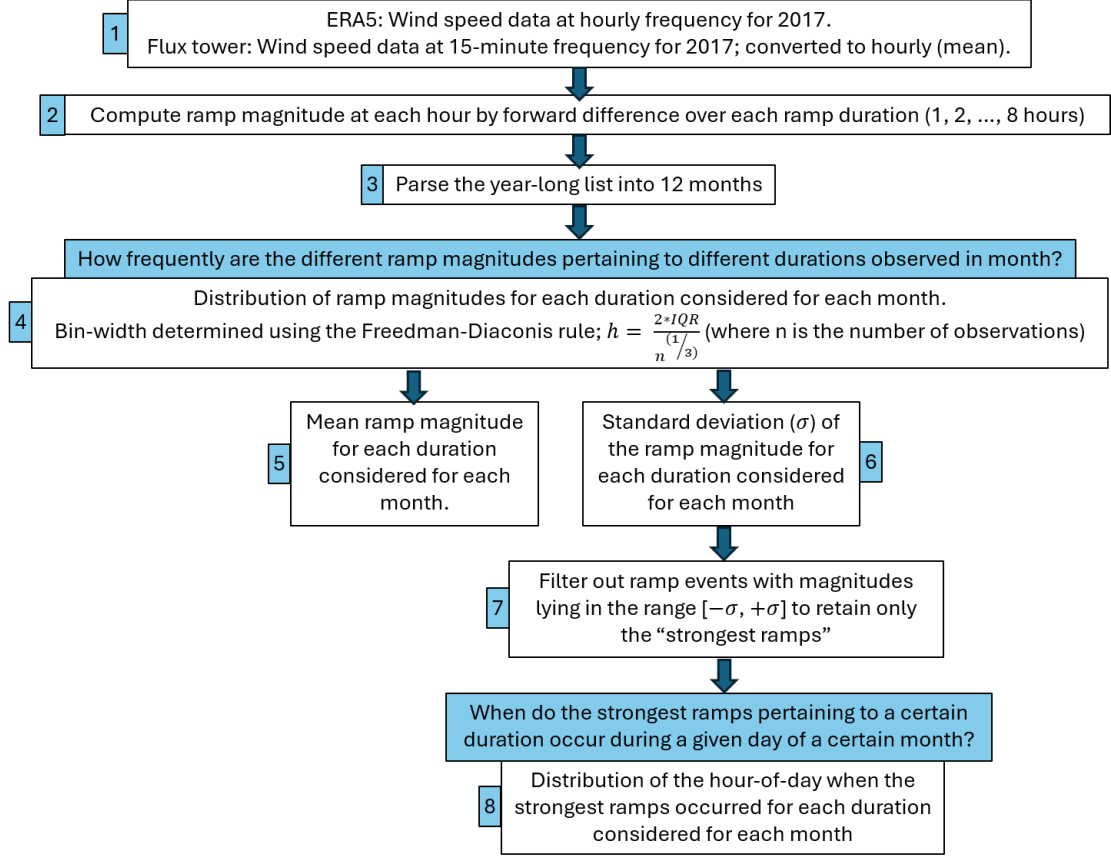 1
ERA5: Wind speed data at hourly frequency for 2017.
Flux tower: Wind speed data at 15-minute frequency for 2017; converted to hourly (mean).
2
Compute ramp magnitude at each hour by forward difference over each ramp duration (1, 2, ..., 8 hours)
3
Parse the year-long list into 12 months
How frequently are the different ramp magnitudes pertaining to different durations observed in month?
4
Distribution of ramp magnitudes for each duration considered for each month.
Bin-width determined using the Freedman-Diaconis rule; h = 2*IQR / n^(1/3) (where n is the number of observations)
5
Mean ramp magnitude
for each duration
considered for each
month.
Standard deviation (σ) of
the ramp magnitude for
each duration considered
for each month
6
7
Filter out ramp events with magnitudes
lying in the range [−σ, +σ] to retain only
the “strongest ramps”
When do the strongest ramps pertaining to a certain
duration occur during a given day of a certain month?
8
Distribution of the hour-of-day when the
strongest ramps occurred for each duration
considered for each month